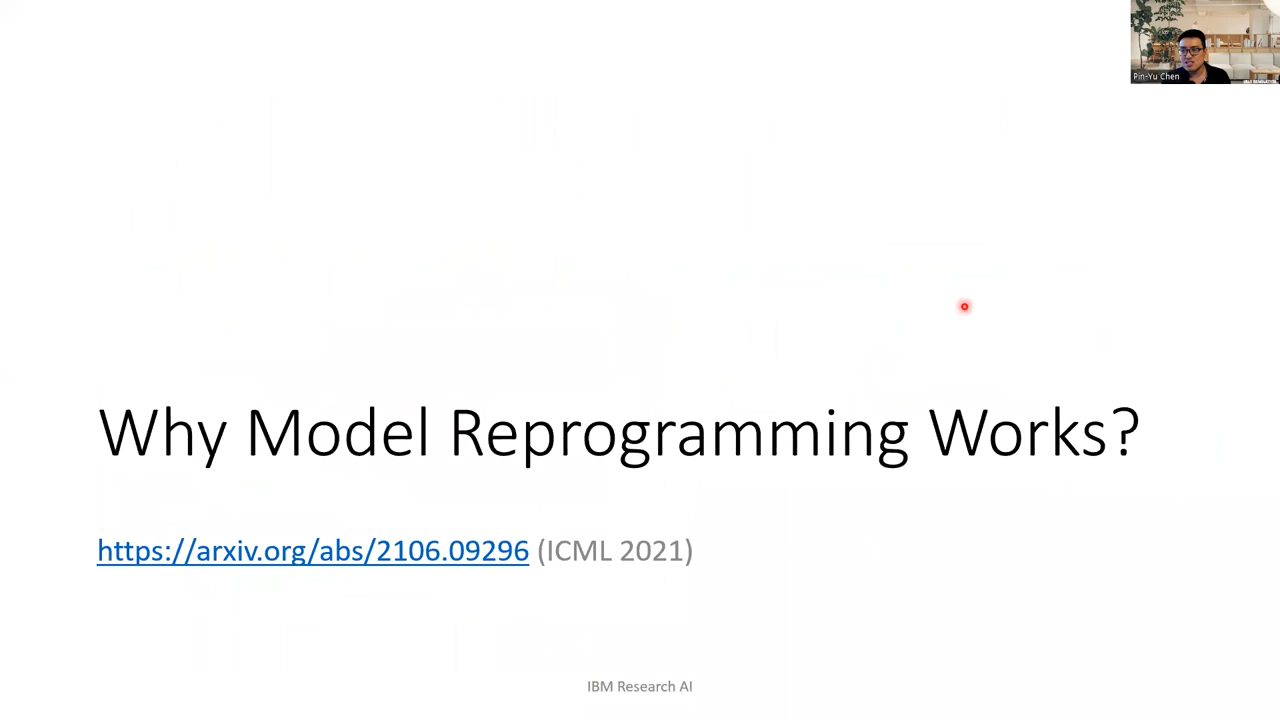 Pin-Yu Chen
Why Model Reprogramming Works?
https://arxiv.org/abs/2106.09296 (ICML 2021)
IBM Research AI